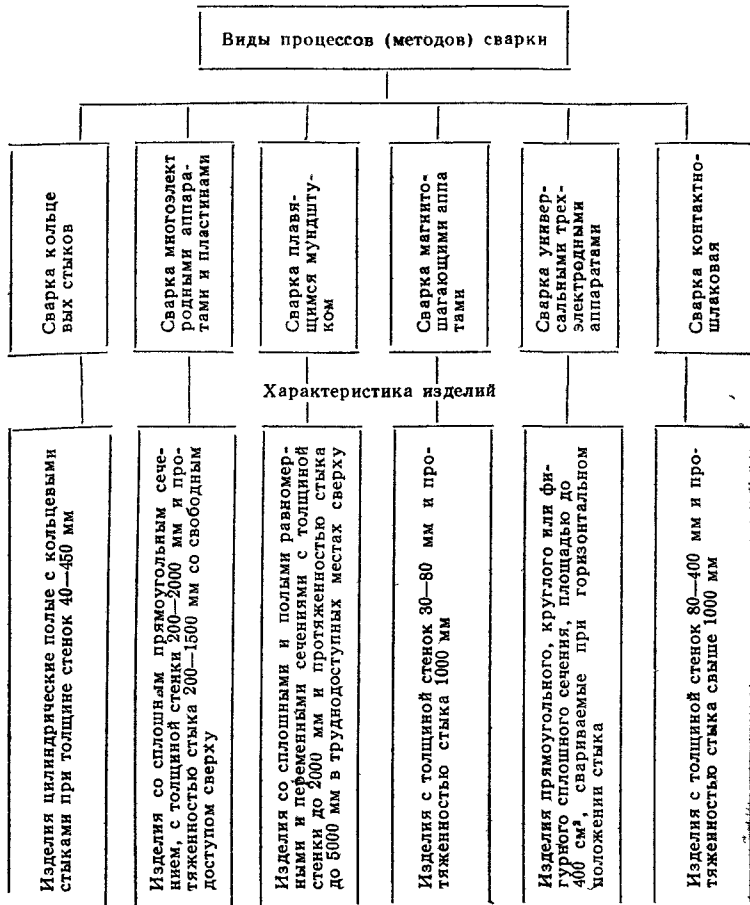 Виды процессов (методов) сварки
Сварка кольце
вых стыков
Сварка многоэлект
родными аппара-
тами и пластинами
Сварка плавя-
щимся мундшту-
ком
Сварка магнито-
шагающими аппа
тами
Сварка универ-
сальными трех-
электродными
аппаратами
Сварка контактно-
шлаковая
Характеристика изделий
Изделия цилиндрические полые с кольцевыми
стыками при толщине стенок 40—450 мм
Изделия со сплошным прямоугольным сече-
нием, с толщиной стенки 200—2000 мм и про-
тяженностью стыка 200—1500 мм со свободным
доступом сверху
Изделия со сплошными и полыми равномер-
ными и переменными сечениями с толщиной
стенки до 2000 мм и протяженностью стыка
до 5000 мм в труднодоступных местах сверху
Изделия с толщиной стенок 30—80 мм и про-
тяженностью стыка 1000 мм
Изделия прямоугольного, круглого или фи-
гурного сплошного сечения, площадью до
400 см², свариваемые при горизонтальном
положении стыка
Изделия с толщиной стенок 80—400 мм и про-
тяженностью стыка свыше 1000 мм